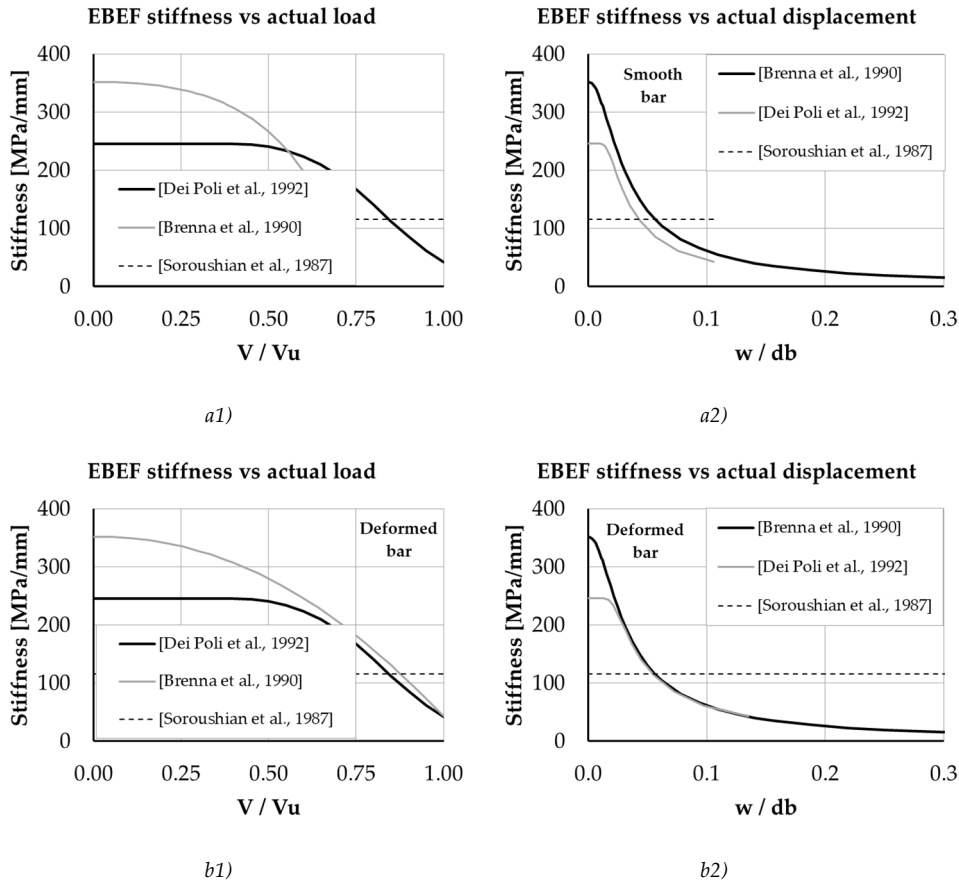 EBEF stiffness vs actual load
Stiffness [MPa/mm]
400
300
200
100
0
[Dei Poli et al., 1992]
[Brenna et al., 1990]
[Soroushian et al., 1987]
0.00 0.25 0.50 0.75 1.00
V / Vu
a1)
EBEF stiffness vs actual displacement
Stiffness [MPa/mm]
400
300
200
100
0
Smooth
bar
[Brenna et al., 1990]
[Dei Poli et al., 1992]
[Soroushian et al., 1987]
0.0 0.1 0.2 0.3
w / db
a2)
EBEF stiffness vs actual load
Stiffness [MPa/mm]
400
300
200
100
0
Deformed
bar
[Dei Poli et al., 1992]
[Brenna et al., 1990]
[Soroushian et al., 1987]
0.00 0.25 0.50 0.75 1.00
V / Vu
b1)
EBEF stiffness vs actual displacement
Stiffness [MPa/mm]
400
300
200
100
0
Deformed
bar
[Brenna et al., 1990]
[Dei Poli et al., 1992]
[Soroushian et al., 1987]
0.0 0.1 0.2 0.3
w / db
b2)